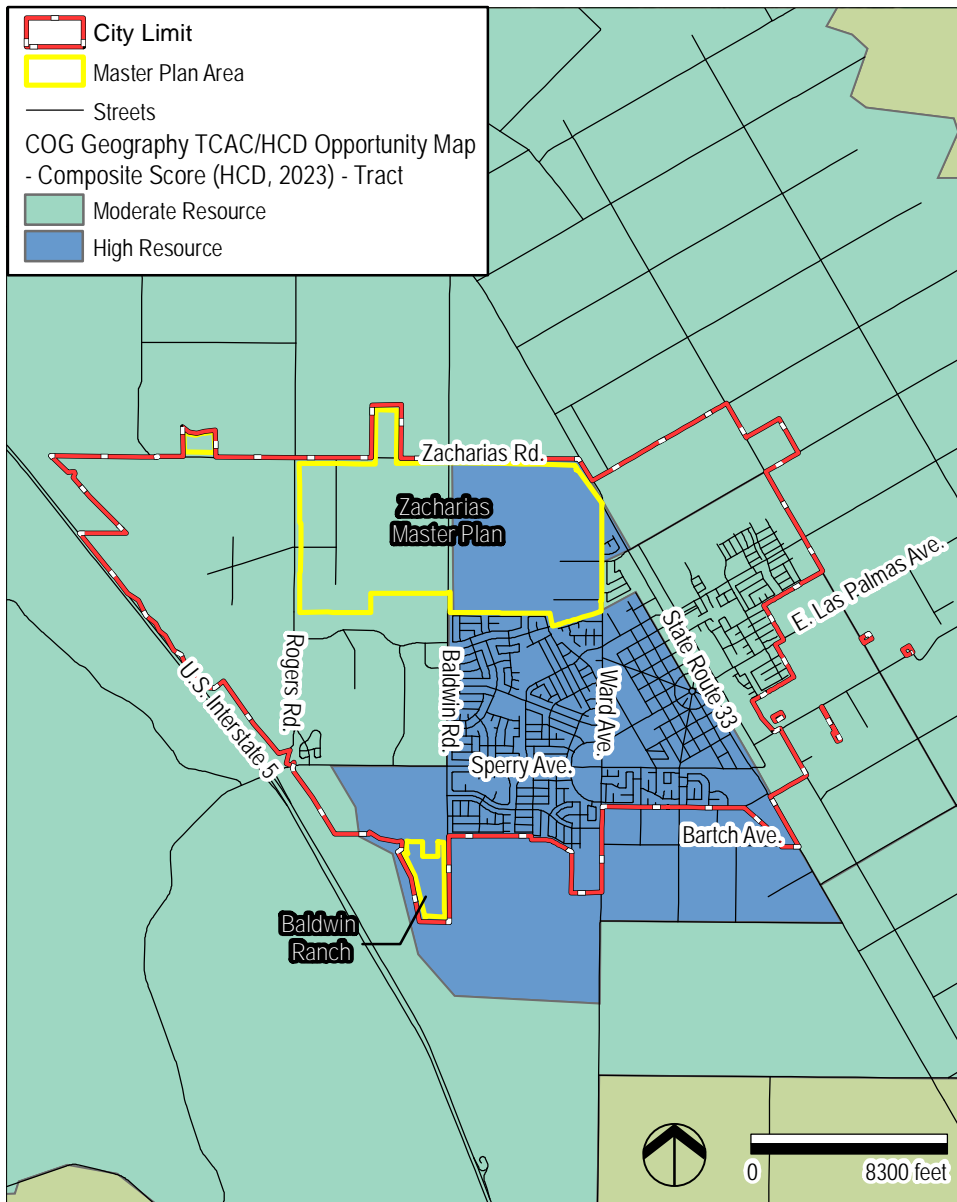 City Limit
Master Plan Area
Streets
COG Geography TCAC/HCD Opportunity Map
- Composite Score (HCD, 2023) - Tract
Moderate Resource
High Resource
Zacharias Rd.
Zacharias
Master Plan
E. Las Palmas Ave.
State Route 33
Rogers Rd.
Baldwin Rd.
Ward Ave.
U.S. Interstate 5
Sperry Ave.
Bartch Ave.
Baldwin
Ranch
0
8300 feet